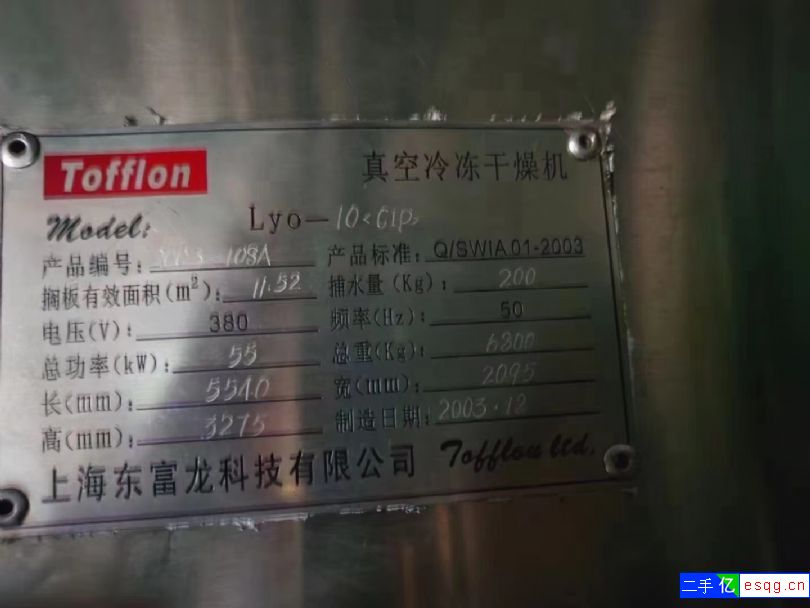 Tofflon 真空冷冻干燥机
Model: Lyo-10
产品编号: 108A 产品标准: Q/SWIA 01-2003
搁板有效面积(m²): 11.52 捕水量(Kg): 200
电压(V): 380 频率(Hz): 50
总功率(kW): 55 总重(Kg): 6800
长(mm): 5540 宽(mm): 2095
高(mm): 3275 制造日期: 2003.12
上海东富龙科技有限公司 Tofflon Ltd.
二手亿 esqg.cn